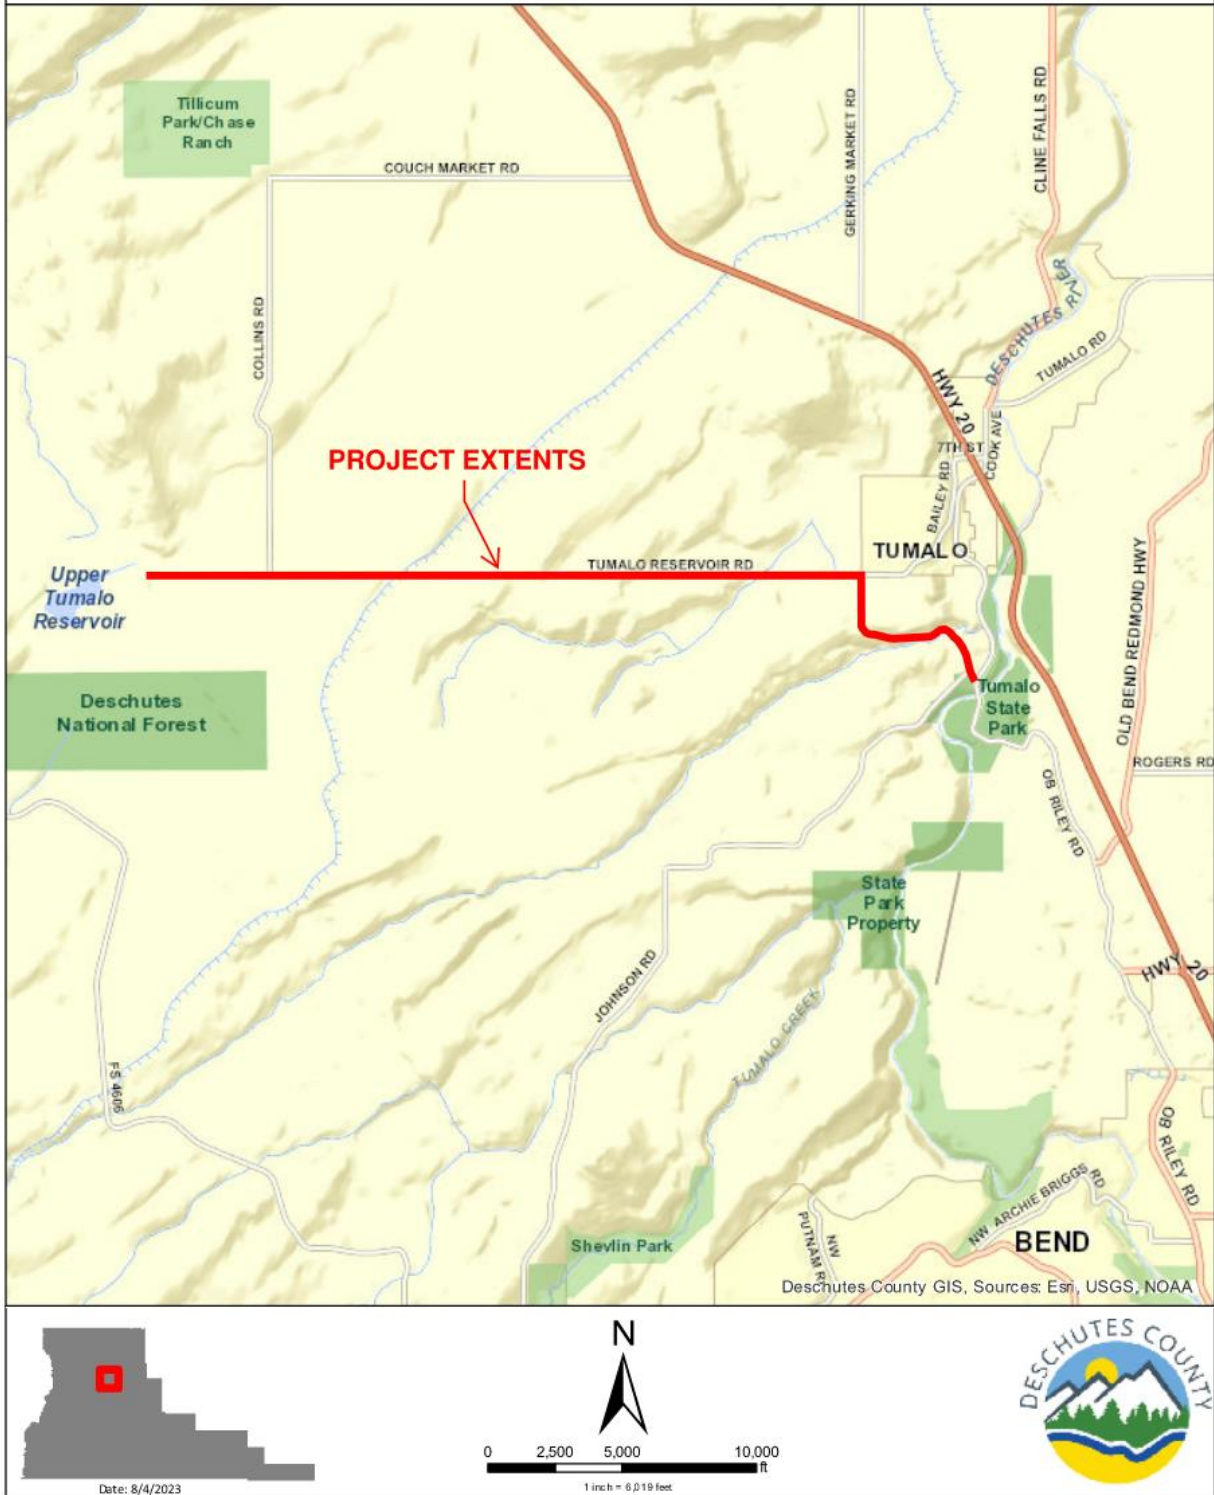 Tillicum
Park/Chase
Ranch
COUCH MARKET RD
GERKING MARKET RD
CLINE FALLS RD
COLLINS RD
DESCHUTES RIVER
TUMALO RD
HWY 20
7TH ST
COOK AVE
BAILEY RD
PROJECT EXTENTS
TUMALO
TUMALO RESERVOIR RD
Upper
Tumalo
Reservoir
OLD BEND REDMOND HWY
Deschutes
National Forest
Tumalo
State
Park
ROGERS RD
OB RILEY RD
State
Park
Property
HWY 20
JOHNSON RD
TUMALO CREEK
FS 4606
OB RILEY RD
NW ARCHIE BRIGGS RD
NW
PUTNAM RD
Shevlin Park
BEND
Deschutes County GIS, Sources: Esri, USGS, NOAA
Date: 8/4/2023
N
0 2,500 5,000 10,000
ft
1 inch = 6,019 feet
DESCHUTES COUNTY